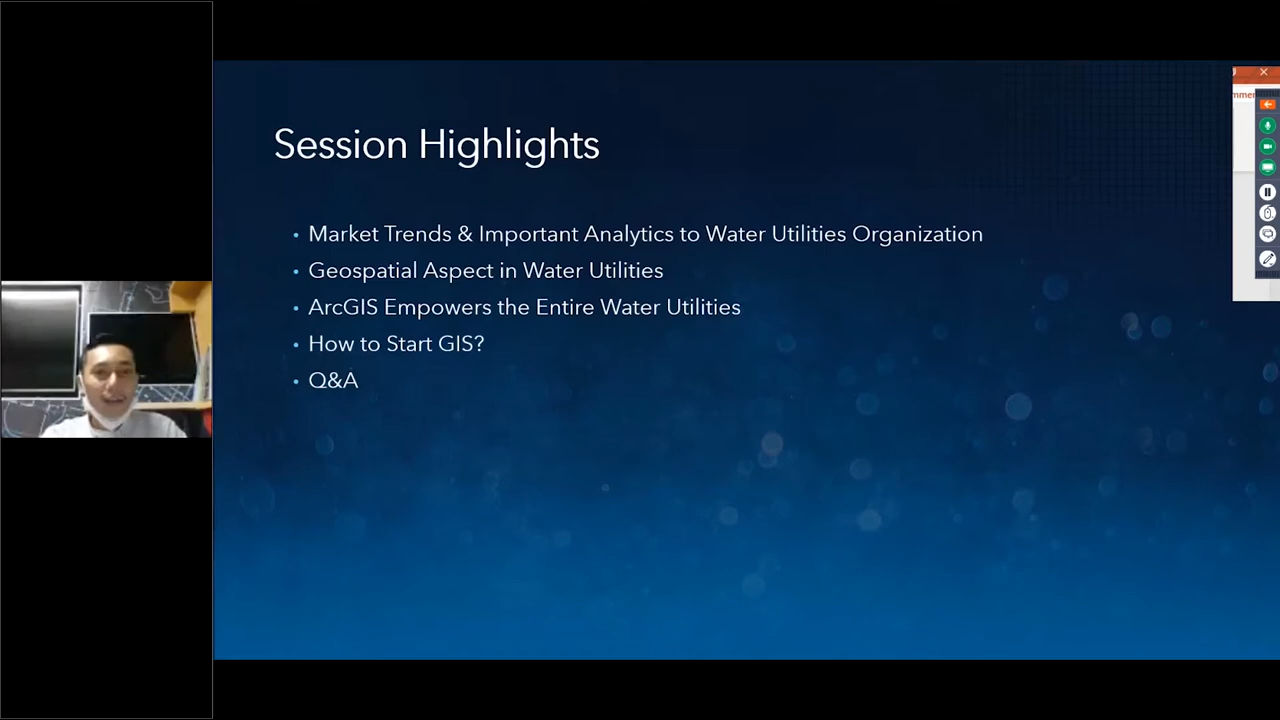 Session Highlights
• Market Trends & Important Analytics to Water Utilities Organization
• Geospatial Aspect in Water Utilities
• ArcGIS Empowers the Entire Water Utilities
• How to Start GIS?
• Q&A